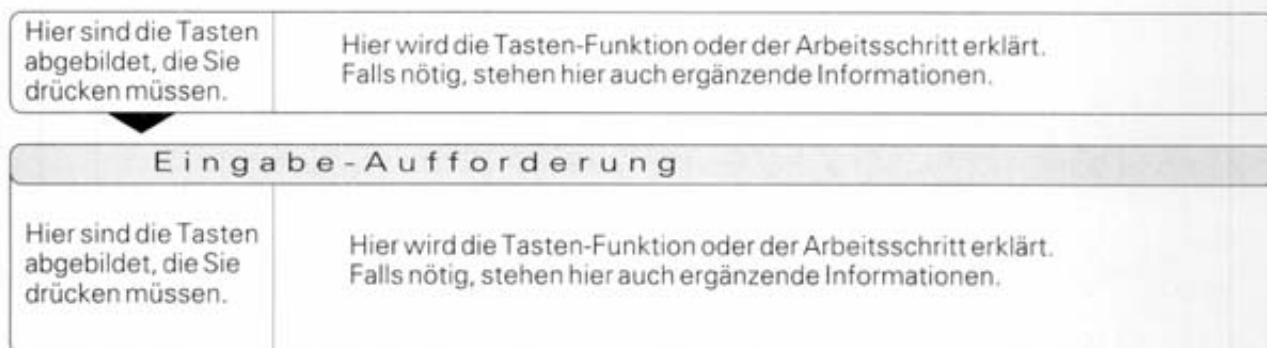 Hier sind die Tasten
abgebildet, die Sie
drücken müssen.
Hier wird die Tasten-Funktion oder der Arbeitsschritt erklärt.
Falls nötig, stehen hier auch ergänzende Informationen.
Eingabe-Aufforderung
Hier sind die Tasten
abgebildet, die Sie
drücken müssen.
Hier wird die Tasten-Funktion oder der Arbeitsschritt erklärt.
Falls nötig, stehen hier auch ergänzende Informationen.